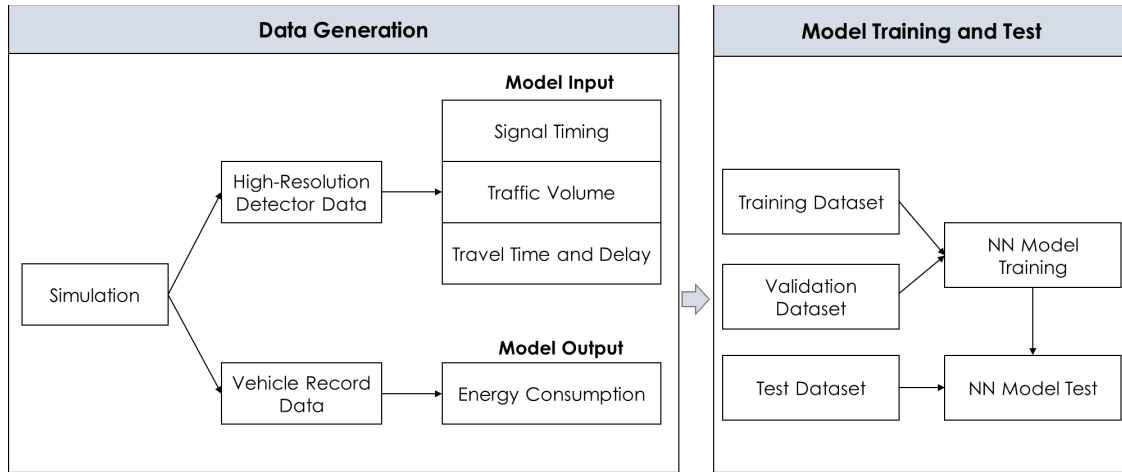 Data Generation
Model Input
Signal Timing
Traffic Volume
Travel Time and Delay
High-Resolution
Detector Data
Simulation
Vehicle Record
Data
Model Output
Energy Consumption
Model Training and Test
Training Dataset
Validation
Dataset
NN Model
Training
Test Dataset
NN Model Test